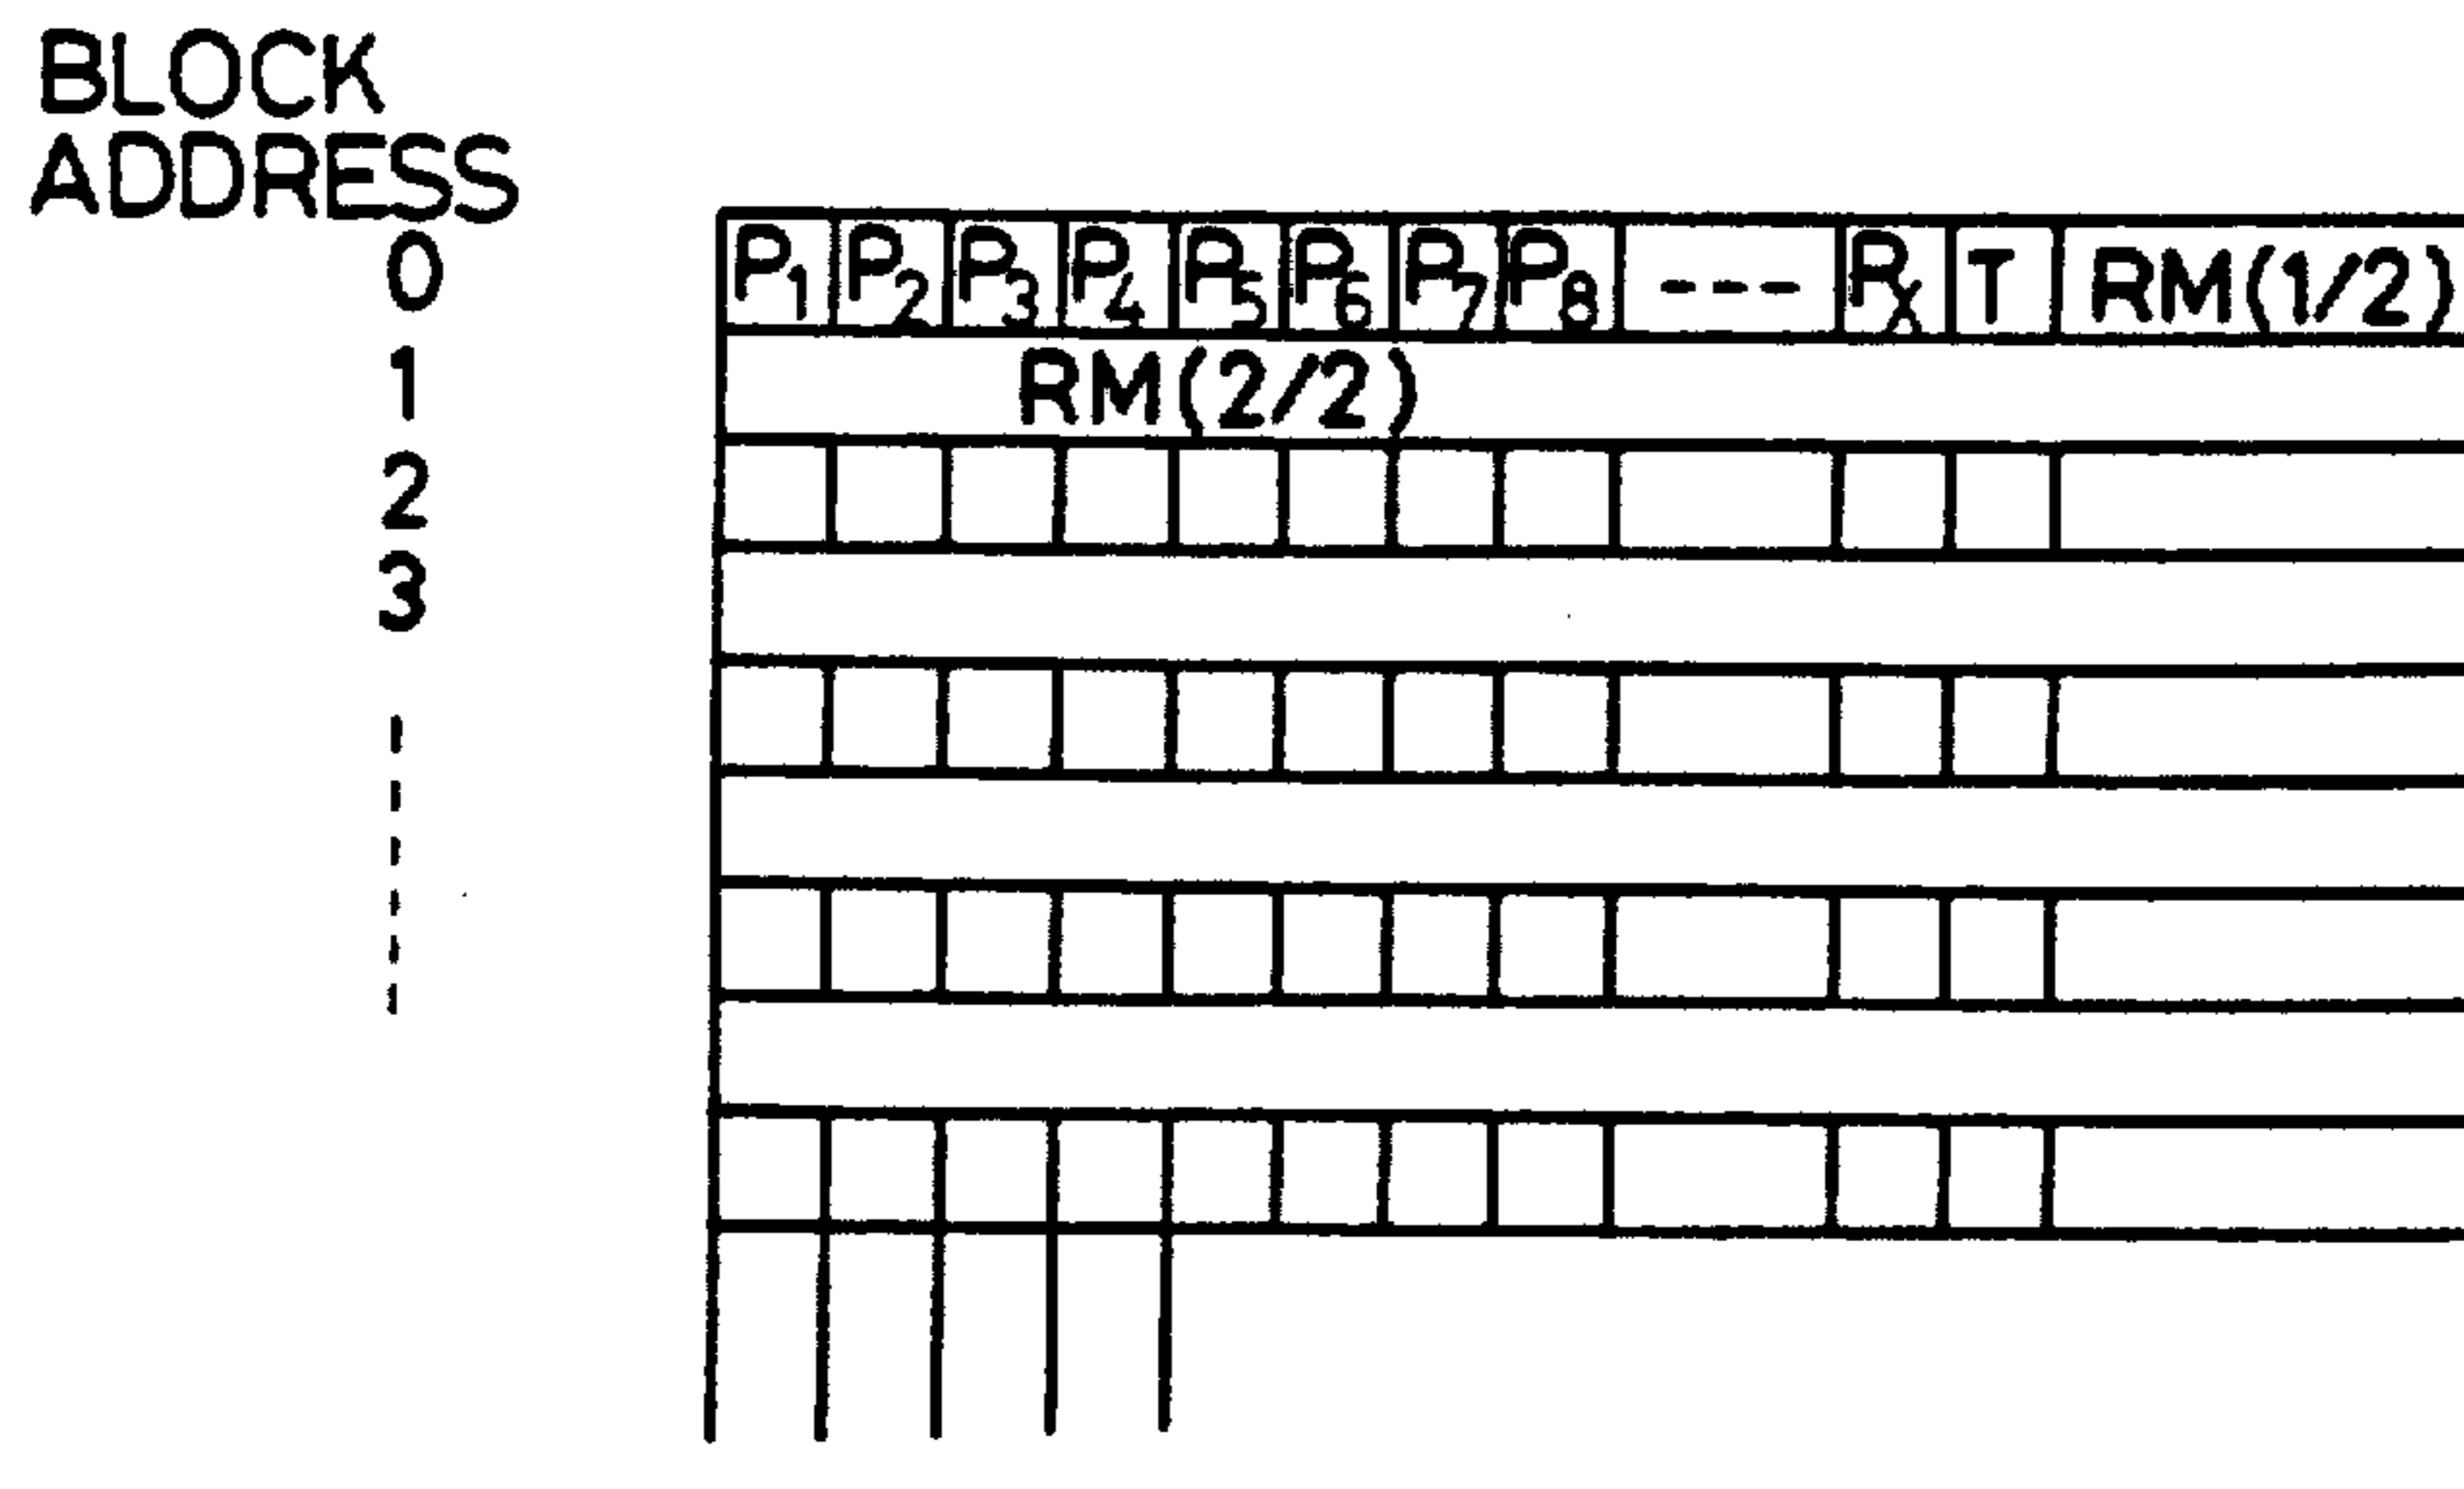 BLOCK
ADDRESS
0 P1 P2 P3 P4 P5 P6 P7 P8 --- Px T RM(1/2)
1 RM(2/2)
2
3